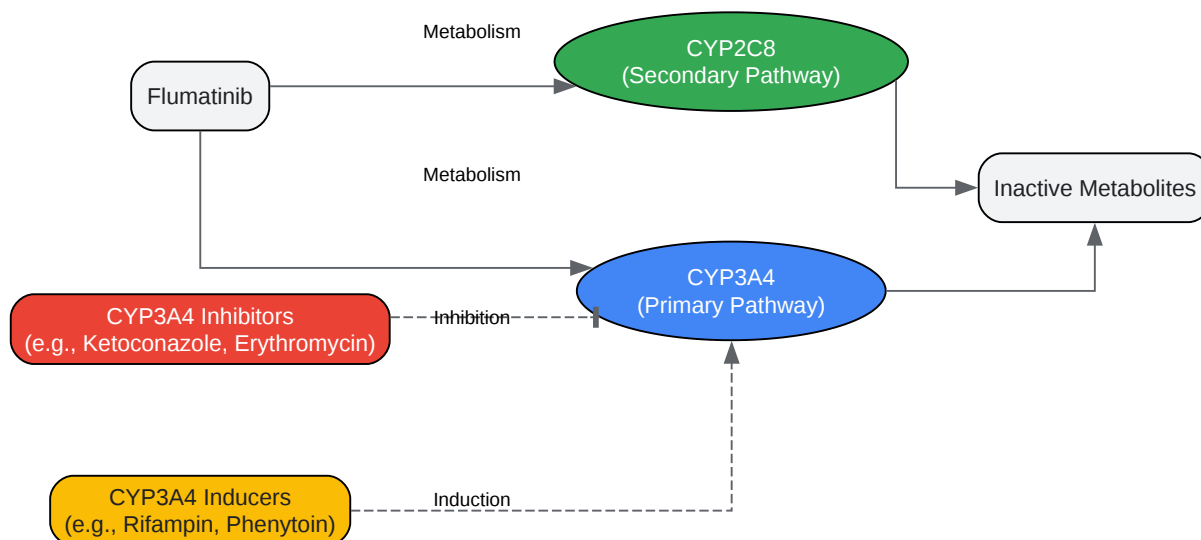 Metabolism
CYP2C8
(Secondary Pathway)
Flumatinib
Metabolism
Inactive Metabolites
CYP3A4
(Primary Pathway)
CYP3A4 Inhibitors
(e.g., Ketoconazole, Erythromycin)
Inhibition
CYP3A4 Inducers
(e.g., Rifampin, Phenytoin)
Induction